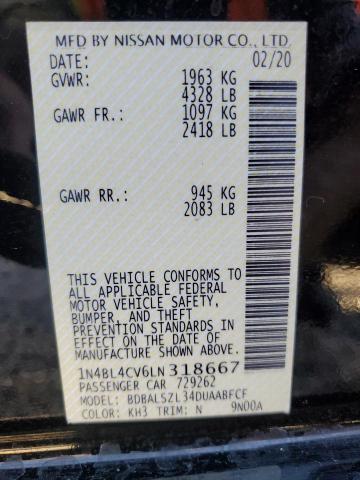 MFD BY NISSAN MOTOR CO., LTD.
DATE: 02/20
GVWR: 1963 KG
4328 LB
GAWR FR.: 1097 KG
2418 LB
GAWR RR.: 945 KG
2083 LB
THIS VEHICLE CONFORMS TO
ALL APPLICABLE FEDERAL
MOTOR VEHICLE SAFETY,
BUMPER, AND THEFT
PREVENTION STANDARDS IN
EFFECT ON THE DATE OF
MANUFACTURE SHOWN ABOVE.
1N4BL4CV6LN318667
PASSENGER CAR 729262
MODEL: BDBALSZL34DUAABFCF
COLOR: KH3 TRIM: N 9N00A